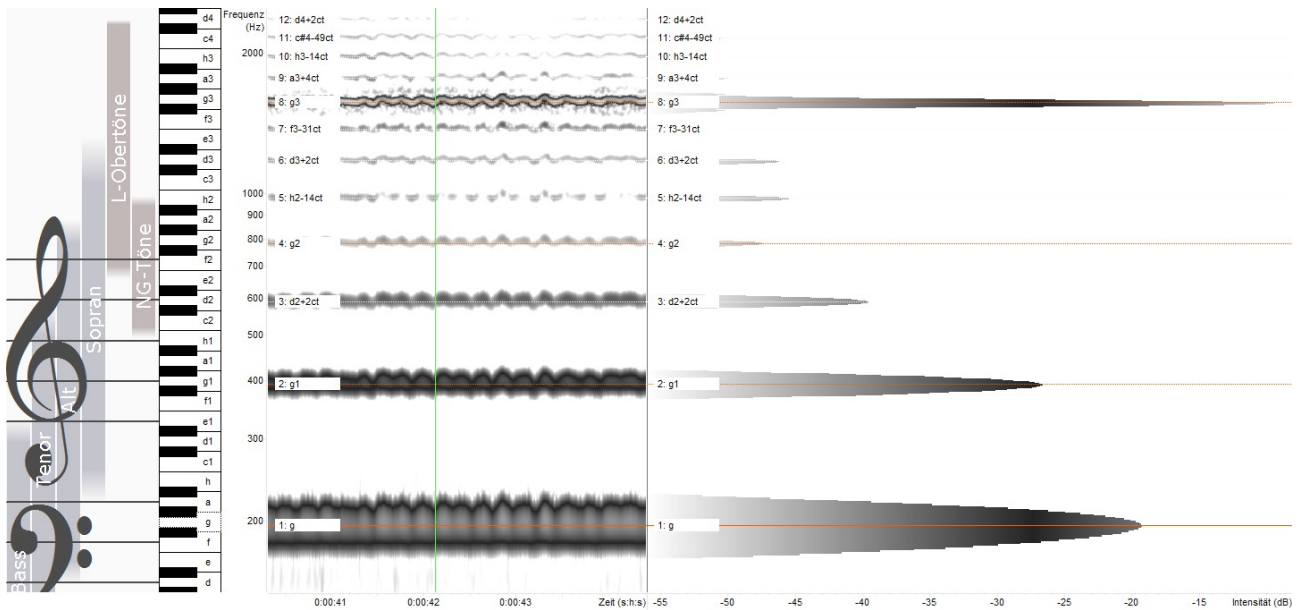 Bass
Tenor
Alt
Sopran
L-Obertöne
NG-Töne
d4
c4
h3
a3
g3
f3
e3
d3
c3
h2
a2
g2
f2
e2
d2
c2
h1
a1
g1
f1
e1
d1
c1
h
a
g
f
e
d
Frequenz
(Hz)
2000
1000
900
800
700
600
500
400
300
200
12: d4+2ct
11: c#4-49ct
10: h3-14ct
9: a3+4ct
8: g3
7: f3-31ct
6: d3+2ct
5: h2-14ct
4: g2
3: d2+2ct
2: g1
1: g
0:00:41
0:00:42
0:00:43
Zeit (s:h:s)
12: d4+2ct
11: c#4-49ct
10: h3-14ct
9: a3+4ct
8: g3
7: f3-31ct
6: d3+2ct
5: h2-14ct
4: g2
3: d2+2ct
2: g1
1: g
-55
-50
-45
-40
-35
-30
-25
-20
-15
Intensität (dB)